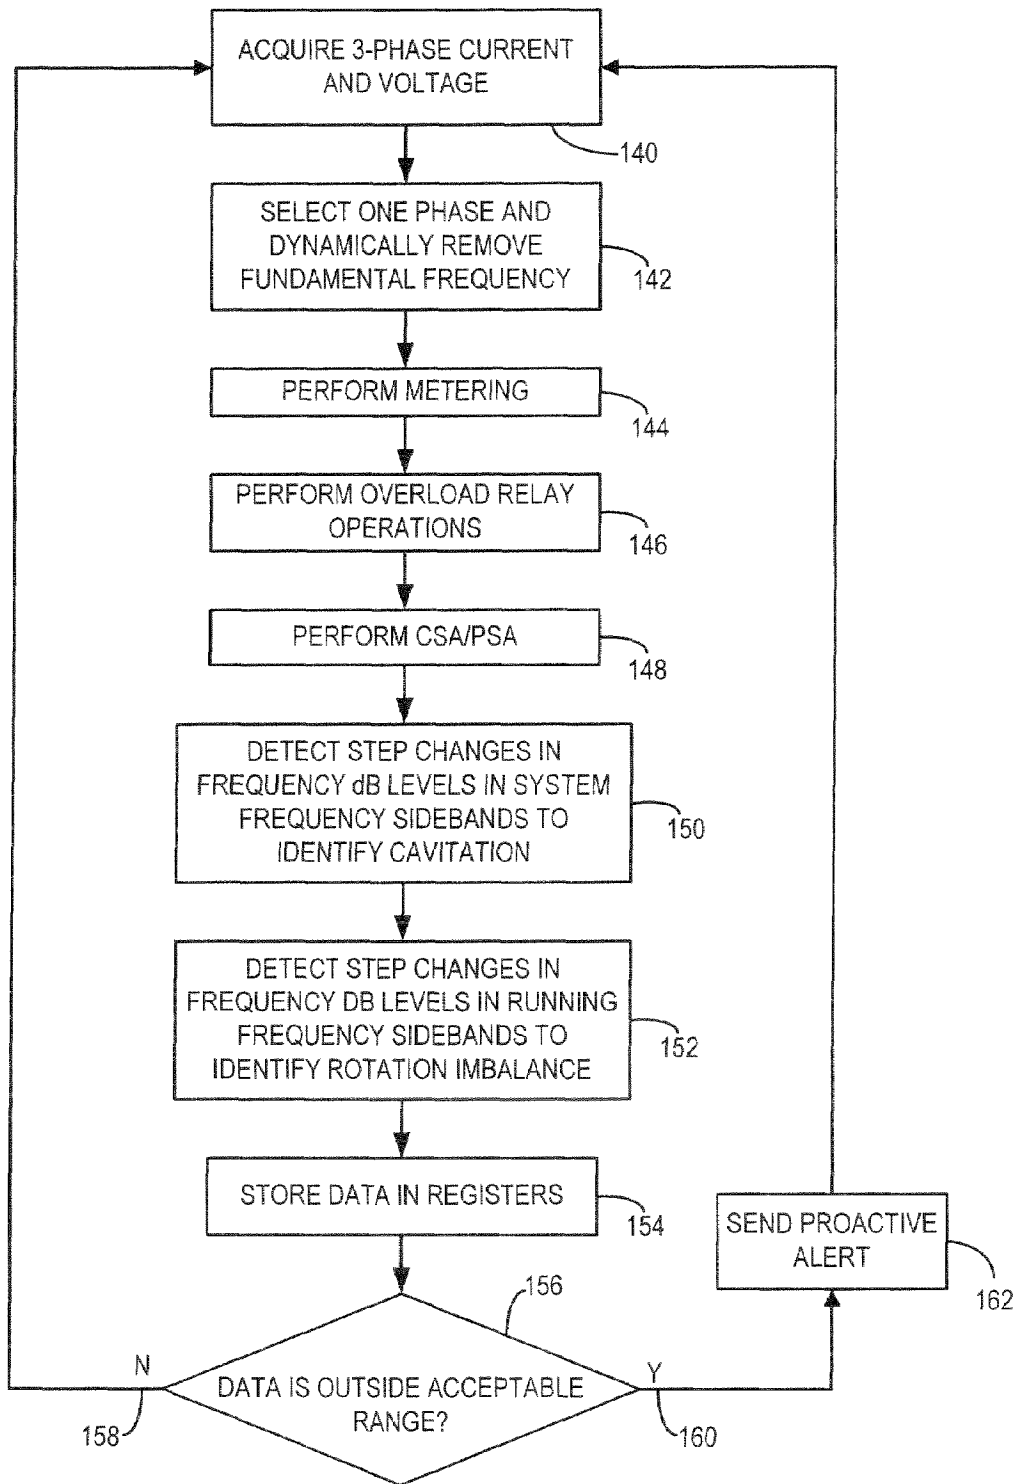 ACQUIRE 3-PHASE CURRENT
AND VOLTAGE
140
SELECT ONE PHASE AND
DYNAMICALLY REMOVE
FUNDAMENTAL FREQUENCY
142
PERFORM METERING
144
PERFORM OVERLOAD RELAY
OPERATIONS
146
PERFORM CSA/PSA
148
DETECT STEP CHANGES IN
FREQUENCY dB LEVELS IN SYSTEM
FREQUENCY SIDEBANDS TO
IDENTIFY CAVITATION
150
DETECT STEP CHANGES IN
FREQUENCY DB LEVELS IN RUNNING
FREQUENCY SIDEBANDS TO
IDENTIFY ROTATION IMBALANCE
152
STORE DATA IN REGISTERS
154
SEND PROACTIVE
ALERT
162
156
N
Y
DATA IS OUTSIDE ACCEPTABLE
RANGE?
158
160